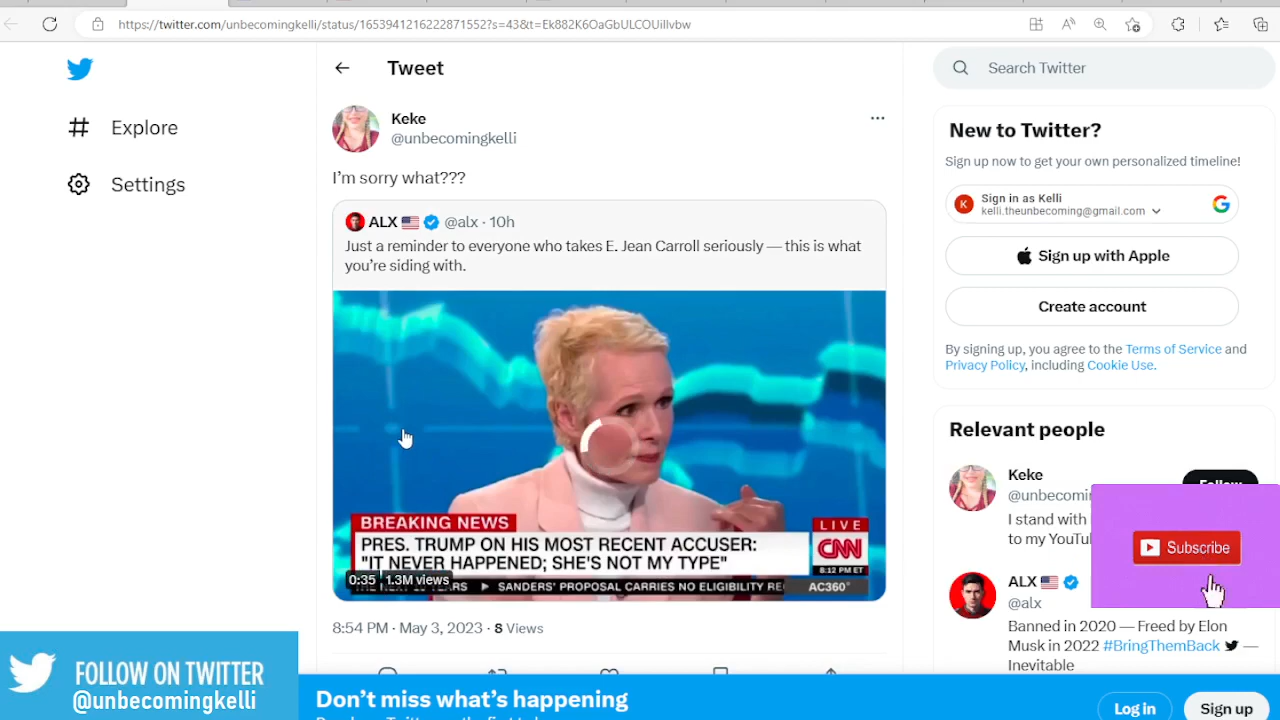 https://twitter.com/unbecomingkelli/status/1653941216222871552?s=43&t=Ek882K6OaGbULCOUillvbw
Tweet
Search Twitter
Explore
Settings
Keke
@unbecomingkelli
I'm sorry what???
ALX @alx · 10h
Just a reminder to everyone who takes E. Jean Carroll seriously — this is what
you're siding with.
BREAKING NEWS
PRES. TRUMP ON HIS MOST RECENT ACCUSER:
"IT NEVER HAPPENED; SHE'S NOT MY TYPE"
LIVE
CNN
8:12 PM ET
0:35 1.3M views
SANDERS' PROPOSAL CARRIES NO ELIGIBILITY RE
AC360°
8:54 PM · May 3, 2023 · 8 Views
New to Twitter?
Sign up now to get your own personalized timeline!
K
Sign in as Kelli
kelli.theunbecoming@gmail.com
Sign up with Apple
Create account
By signing up, you agree to the Terms of Service and
Privacy Policy, including Cookie Use.
Relevant people
Keke
Follow
@unbecomin
I stand with
to my YouTu
Subscribe
ALX
@alx
Banned in 2020 — Freed by Elon
Musk in 2022 #BringThemBack —
Inevitable
FOLLOW ON TWITTER
@unbecomingkelli
Don't miss what's happening
Log in
Sign up